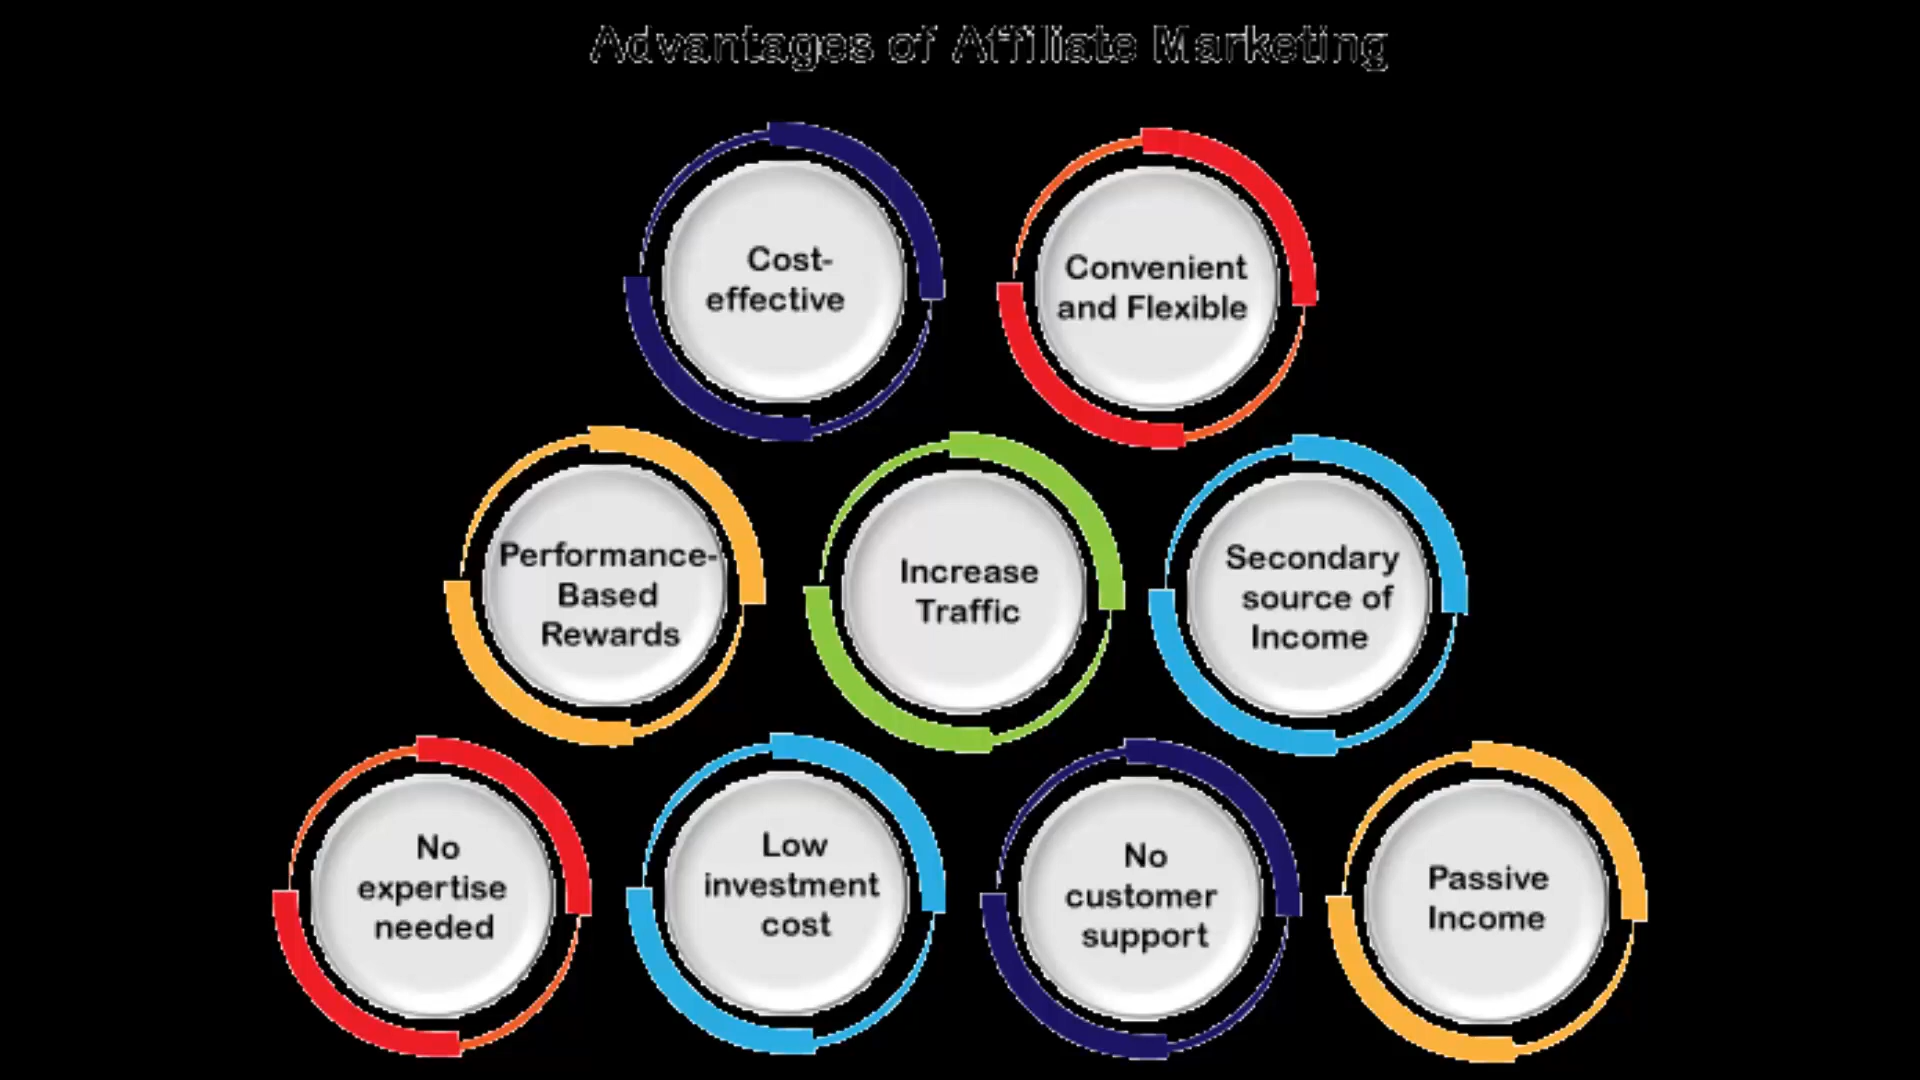 Advantages of Affiliate Marketing
Cost-
effective
Convenient
and Flexible
Performance-
Based
Rewards
Increase
Traffic
Secondary
source of
Income
No
expertise
needed
Low
investment
cost
No
customer
support
Passive
Income